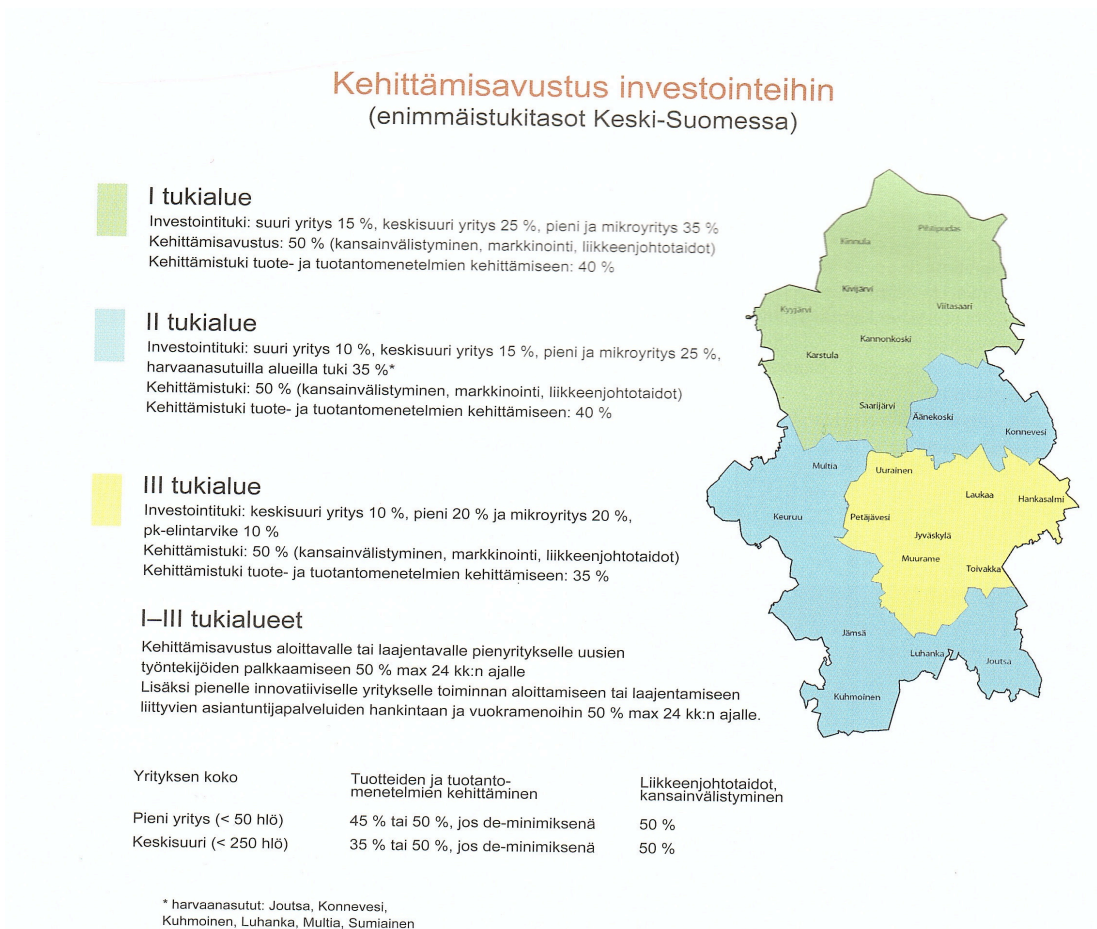 Kehittämisavustus investointeihin
(enimmäistukitasot Keski-Suomessa)
I tukialue
Investointituki: suuri yritys 15 %, keskisuuri yritys 25 %, pieni ja mikroyritys 35 %
Kehittämisavustus: 50 % (kansainvälistyminen, markkinointi, liikkeenjohtotaidot)
Kehittämistuki tuote- ja tuotantomenetelmien kehittämiseen: 40 %
II tukialue
Investointituki: suuri yritys 10 %, keskisuuri yritys 15 %, pieni ja mikroyritys 25 %,
harvaanasutuilla alueilla tuki 35 %*
Kehittämistuki: 50 % (kansainvälistyminen, markkinointi, liikkeenjohtotaidot)
Kehittämistuki tuote- ja tuotantomenetelmien kehittämiseen: 40 %
III tukialue
Investointituki: keskisuuri yritys 10 %, pieni 20 % ja mikroyritys 20 %,
pk-elintarvike 10 %
Kehittämistuki: 50 % (kansainvälistyminen, markkinointi, liikkeenjohtotaidot)
Kehittämistuki tuote- ja tuotantomenetelmien kehittämiseen: 35 %
I–III tukialueet
Kehittämisavustus aloittavalle tai laajentavalle pienyritykselle uusien
työntekijöiden palkkaamiseen 50 % max 24 kk:n ajalle
Lisäksi pienelle innovatiiviselle yritykselle toiminnan aloittamiseen tai laajentamiseen
liittyvien asiantuntijapalveluiden hankintaan ja vuokramenoihin 50 % max 24 kk:n ajalle.
Pihtipudas
Kinnula
Kivijärvi
Viitasaari
Kyyjärvi
Kannonkoski
Karstula
Saarijärvi
Äänekoski
Konnevesi
Multia
Uurainen
Laukaa
Hankasalmi
Keuruu
Petäjävesi
Jyväskylä
Muurame
Toivakka
Jämsä
Luhanka
Joutsa
Kuhmoinen
Yrityksen koko
Tuotteiden ja tuotanto-
menetelmien kehittäminen
Liikkeenjohtotaidot,
kansainvälistyminen
Pieni yritys (< 50 hlö) 45 % tai 50 %, jos de-minimiksenä 50 %
Keskisuuri (< 250 hlö) 35 % tai 50 %, jos de-minimiksenä 50 %
* harvaanasutut: Joutsa, Konnevesi,
Kuhmoinen, Luhanka, Multia, Sumiainen